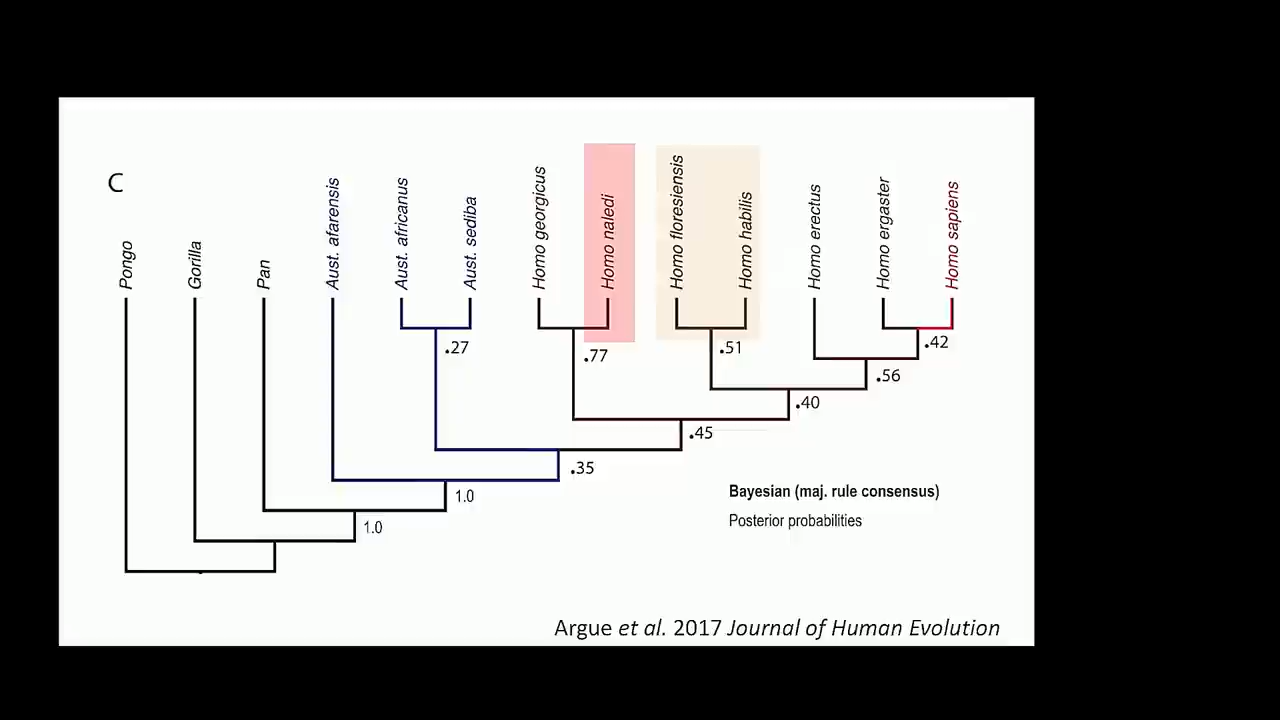 C
Pongo
Gorilla
Pan
Aust. afarensis
Aust. africanus
Aust. sediba
Homo georgicus
Homo naledi
Homo floresiensis
Homo habilis
Homo erectus
Homo ergaster
Homo sapiens
.27
.77
.51
.42
.56
.40
.45
.35
1.0
1.0
Bayesian (maj. rule consensus)
Posterior probabilities
Argue et al. 2017 Journal of Human Evolution